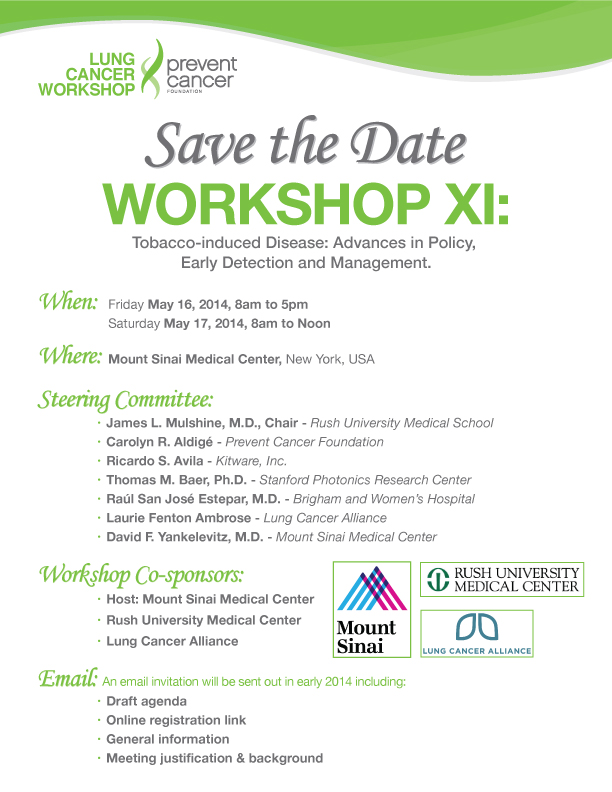 LUNG
CANCER
WORKSHOP
prevent
cancer
FOUNDATION
Save the Date
WORKSHOP XI:
Tobacco-induced Disease: Advances in Policy,
Early Detection and Management.
When: Friday May 16, 2014, 8am to 5pm
Saturday May 17, 2014, 8am to Noon
Where: Mount Sinai Medical Center, New York, USA
Steering Committee:
· James L. Mulshine, M.D., Chair - Rush University Medical School
· Carolyn R. Aldigé - Prevent Cancer Foundation
· Ricardo S. Avila - Kitware, Inc.
· Thomas M. Baer, Ph.D. - Stanford Photonics Research Center
· Raúl San José Estepar, M.D. - Brigham and Women's Hospital
· Laurie Fenton Ambrose - Lung Cancer Alliance
· David F. Yankelevitz, M.D. - Mount Sinai Medical Center
Workshop Co-sponsors:
· Host: Mount Sinai Medical Center
· Rush University Medical Center
· Lung Cancer Alliance
Mount
Sinai
RUSH UNIVERSITY
MEDICAL CENTER
LUNG CANCER ALLIANCE
Email: An email invitation will be sent out in early 2014 including:
· Draft agenda
· Online registration link
· General information
· Meeting justification & background